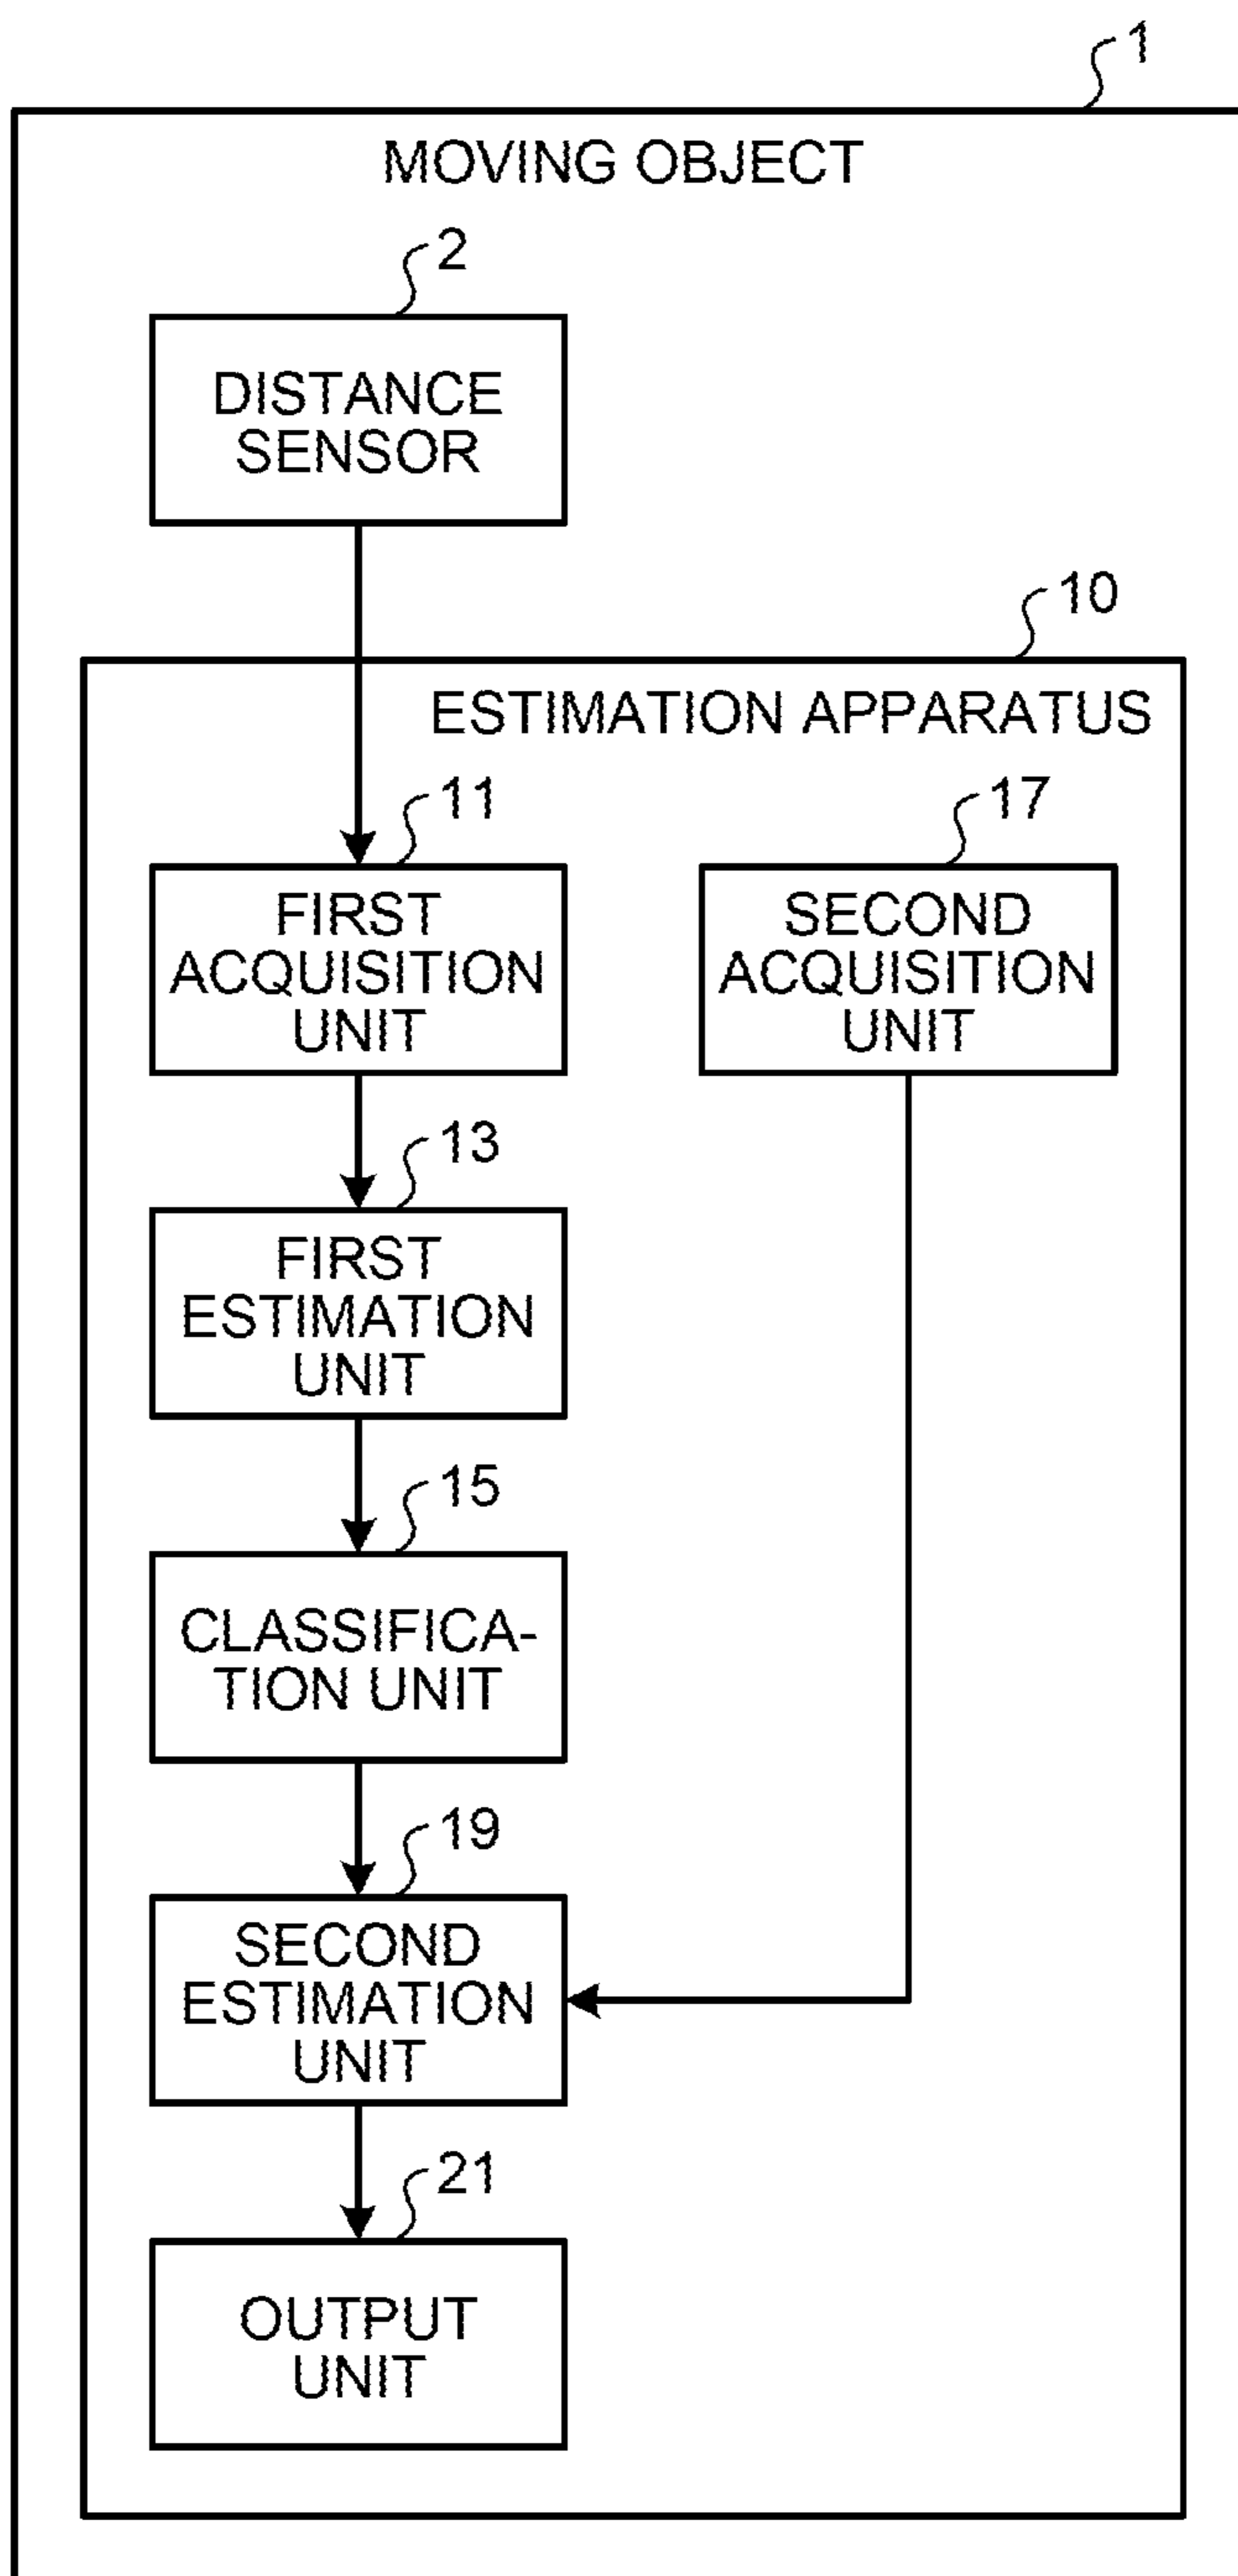 1
MOVING OBJECT
2
DISTANCE
SENSOR
10
ESTIMATION APPARATUS
11
FIRST
ACQUISITION
UNIT
17
SECOND
ACQUISITION
UNIT
13
FIRST
ESTIMATION
UNIT
15
CLASSIFICA-
TION UNIT
19
SECOND
ESTIMATION
UNIT
21
OUTPUT
UNIT